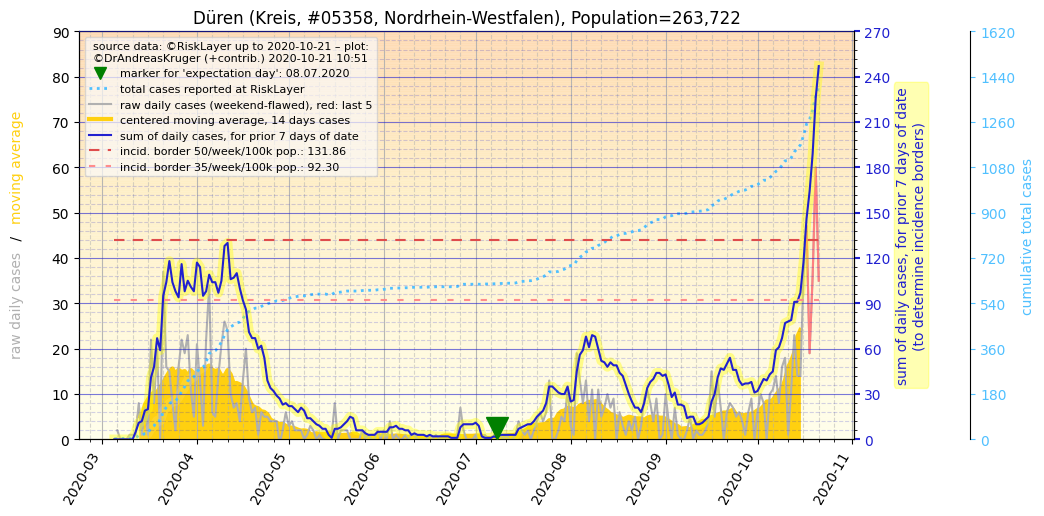 Düren (Kreis, #05358, Nordrhein-Westfalen), Population=263,722
source data: ©RiskLayer up to 2020-10-21 – plot:
©DrAndreasKruger (+contrib.) 2020-10-21 10:51
marker for 'expectation day': 08.07.2020
total cases reported at RiskLayer
raw daily cases (weekend-flawed), red: last 5
centered moving average, 14 days cases
sum of daily cases, for prior 7 days of date
incid. border 50/week/100k pop.: 131.86
incid. border 35/week/100k pop.: 92.30
raw daily cases / moving average
90
80
70
60
50
40
30
20
10
0
270
240
210
180
150
120
90
60
30
0
sum of daily cases, for prior 7 days of date
(to determine incidence borders)
1620
1440
1260
1080
900
720
540
360
180
0
cumulative total cases
2020-03
2020-04
2020-05
2020-06
2020-07
2020-08
2020-09
2020-10
2020-11